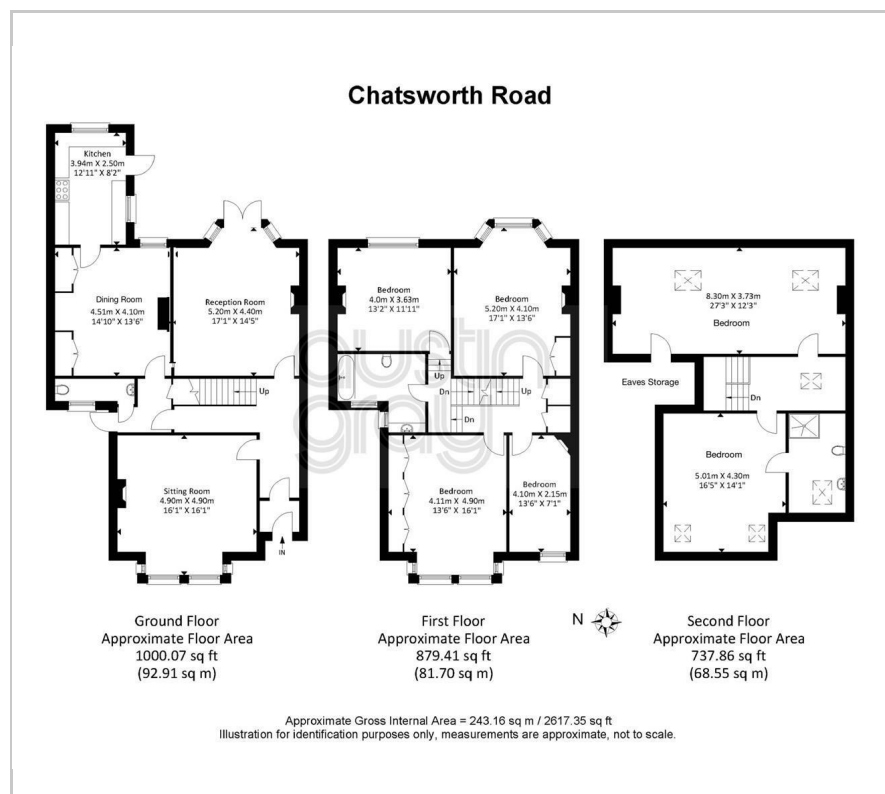 Chatsworth Road
Kitchen
3.94m X 2.50m
12'11" X 8'2"
Dining Room
4.51m X 4.10m
14'10" X 13'6"
Reception Room
5.20m X 4.40m
17'1" X 14'5"
Up
Sitting Room
4.90m X 4.90m
16'1" X 16'1"
IN
Ground Floor
Approximate Floor Area
1000.07 sq ft
(92.91 sq m)
Bedroom
4.0m X 3.63m
13'2" X 11'11"
Bedroom
5.20m X 4.10m
17'1" X 13'6"
Up
Dn
Up
Dn
Bedroom
4.11m X 4.90m
13'6" X 16'1"
Bedroom
4.10m X 2.15m
13'6" X 7'1"
First Floor
Approximate Floor Area
879.41 sq ft
(81.70 sq m)
N
8.30m X 3.73m
27'3" X 12'3"
Bedroom
Eaves Storage
Dn
Bedroom
5.01m X 4.30m
16'5" X 14'1"
Second Floor
Approximate Floor Area
737.86 sq ft
(68.55 sq m)
austin
gray
Approximate Gross Internal Area = 243.16 sq m / 2617.35 sq ft
Illustration for identification purposes only, measurements are approximate, not to scale.